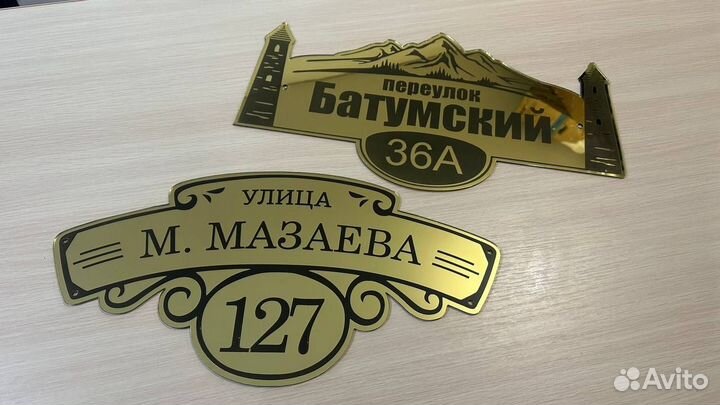 переулок
Батумский
36А
УЛИЦА
М. МАЗАЕВА
127
Avito